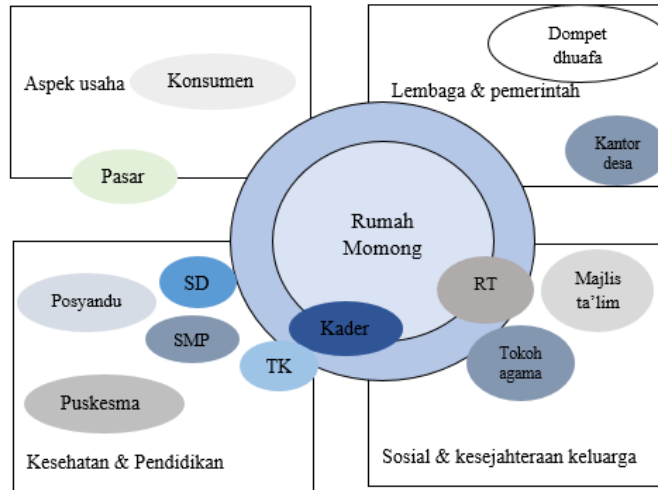 Aspek usaha
Konsumen
Pasar
Dompet
dhuafa
Lembaga & pemerintah
Kantor
desa
Rumah
Momong
Posyandu
SD
SMP
Kader
TK
Puskesma
Kesehatan & Pendidikan
RT
Majlis
ta’lim
Tokoh
agama
Sosial & kesejahteraan keluarga